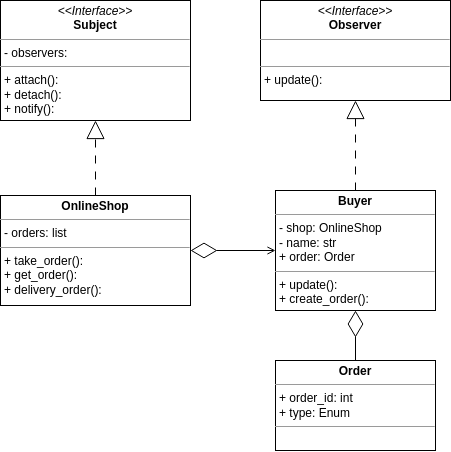 <<Interface>>
Subject
- observers:
+ attach():
+ detach():
+ notify():
<<Interface>>
Observer
+ update():
OnlineShop
- orders: list
+ take_order():
+ get_order():
+ delivery_order():
Buyer
- shop: OnlineShop
- name: str
+ order: Order
+ update():
+ create_order():
Order
+ order_id: int
+ type: Enum